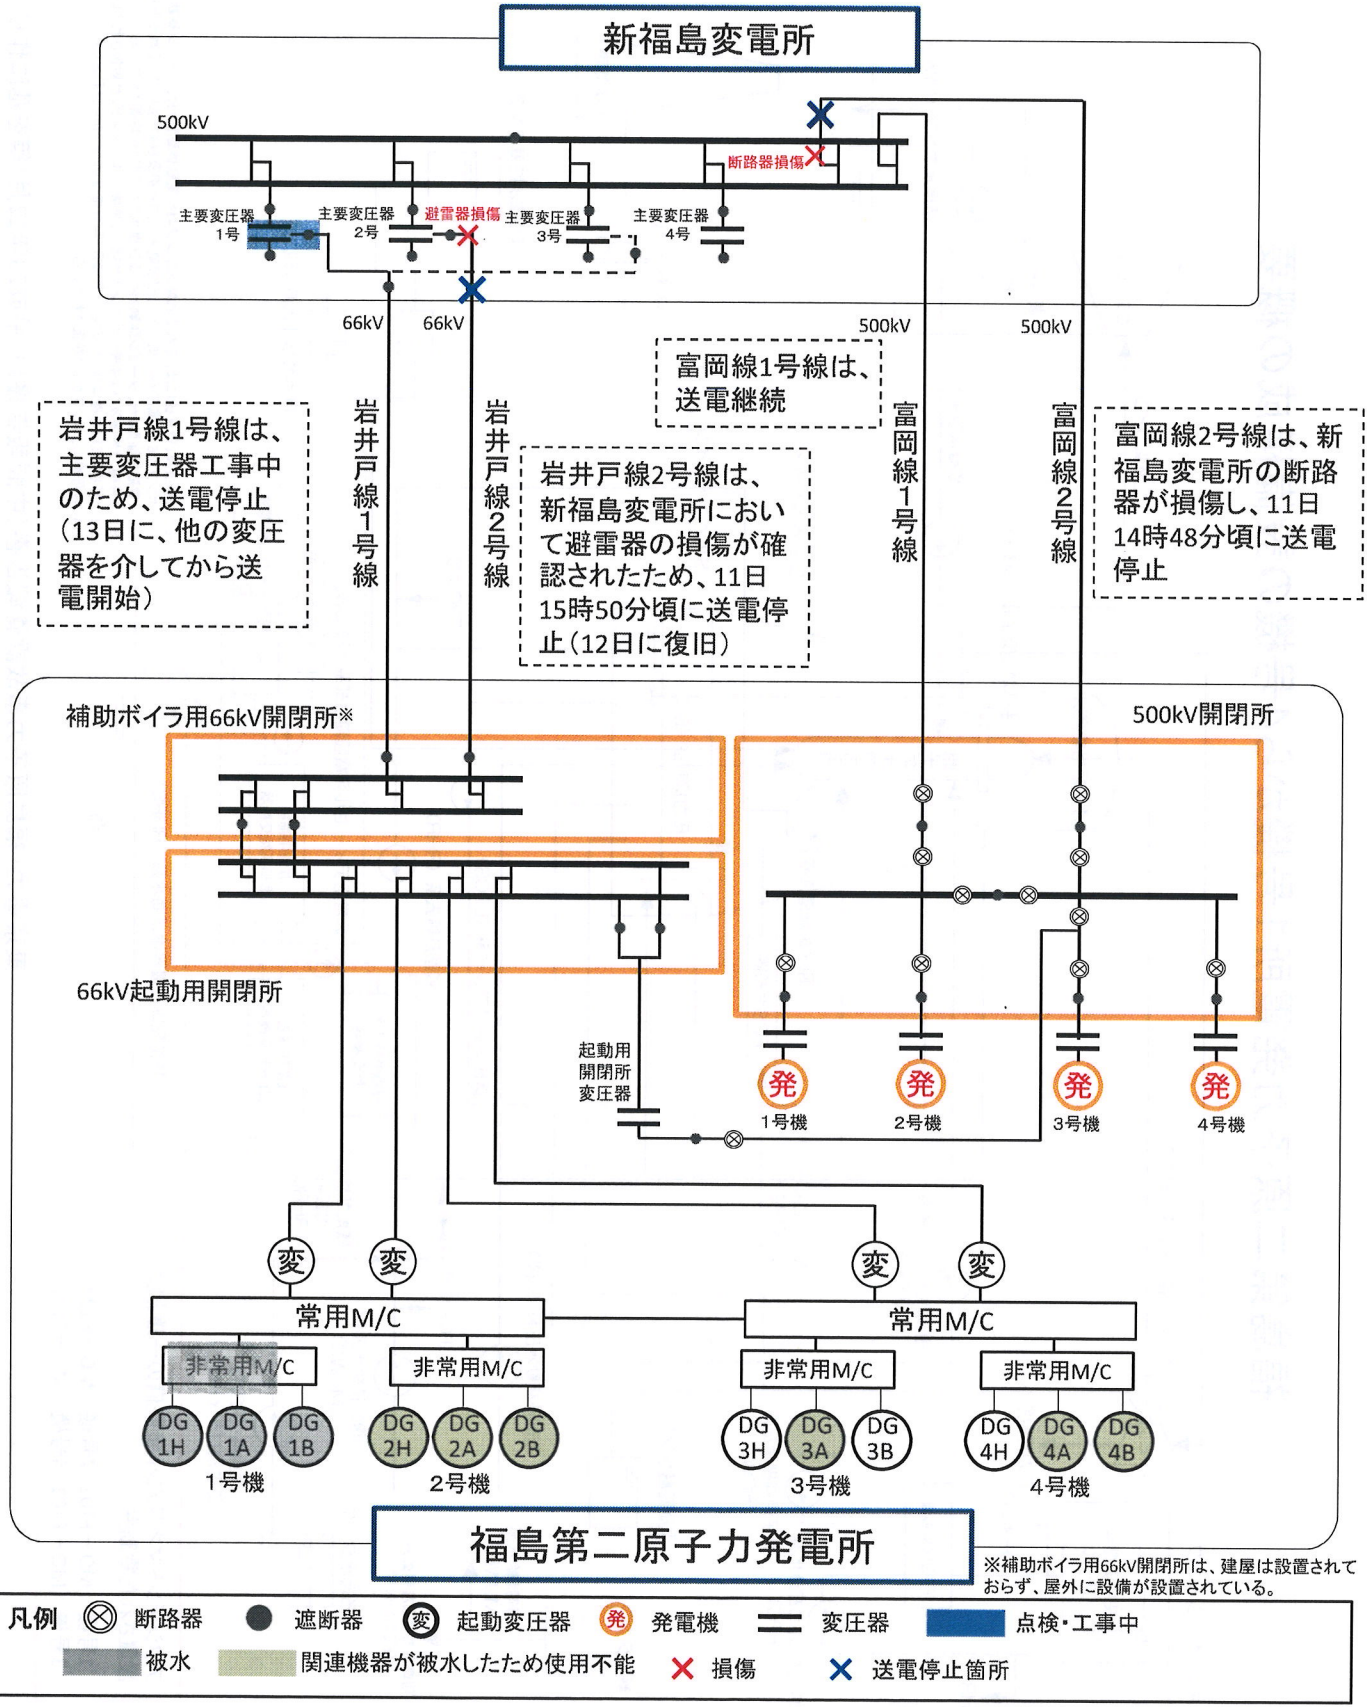 新福島変電所
500kV
断路器損傷
主要変圧器
1号
主要変圧器
2号
避雷器損傷
主要変圧器
3号
主要変圧器
4号
66kV
66kV
500kV
500kV
富岡線1号線は、
送電継続
岩井戸線1号線は、
主要変圧器工事中
のため、送電停止
(13日に、他の変圧
器を介してから送
電開始)
岩井戸線1号線
岩井戸線2号線
岩井戸線2号線は、
新福島変電所におい
て避雷器の損傷が確
認されたため、11日
15時50分頃に送電停
止(12日に復旧)
富岡線1号線
富岡線2号線
富岡線2号線は、新
福島変電所の断路
器が損傷し、11日
14時48分頃に送電
停止
補助ボイラ用66kV開閉所※
500kV開閉所
66kV起動用開閉所
起動用
開閉所
変圧器
発
発
発
発
1号機
2号機
3号機
4号機
変
変
変
変
常用M/C
常用M/C
非常用M/C
非常用M/C
非常用M/C
非常用M/C
DG
1H
DG
1A
DG
1B
DG
2H
DG
2A
DG
2B
DG
3H
DG
3A
DG
3B
DG
4H
DG
4A
DG
4B
1号機
2号機
3号機
4号機
福島第二原子力発電所
※補助ボイラ用66kV開閉所は、建屋は設置されて
おらず、屋外に設備が設置されている。
凡例 断路器 遮断器 変 起動変圧器 発 発電機 変圧器 点検・工事中
被水 関連機器が被水したため使用不能 損傷 送電停止箇所